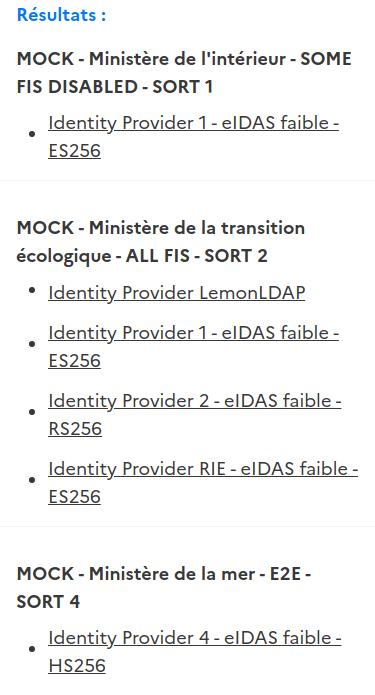 Résultats :
MOCK - Ministère de l'intérieur - SOME
FIS DISABLED - SORT 1
Identity Provider 1 - eIDAS faible -
ES256
MOCK - Ministère de la transition
écologique - ALL FIS - SORT 2
Identity Provider LemonLDAP
Identity Provider 1 - eIDAS faible -
ES256
Identity Provider 2 - eIDAS faible -
RS256
Identity Provider RIE - eIDAS faible -
ES256
MOCK - Ministère de la mer - E2E -
SORT 4
Identity Provider 4 - eIDAS faible -
HS256